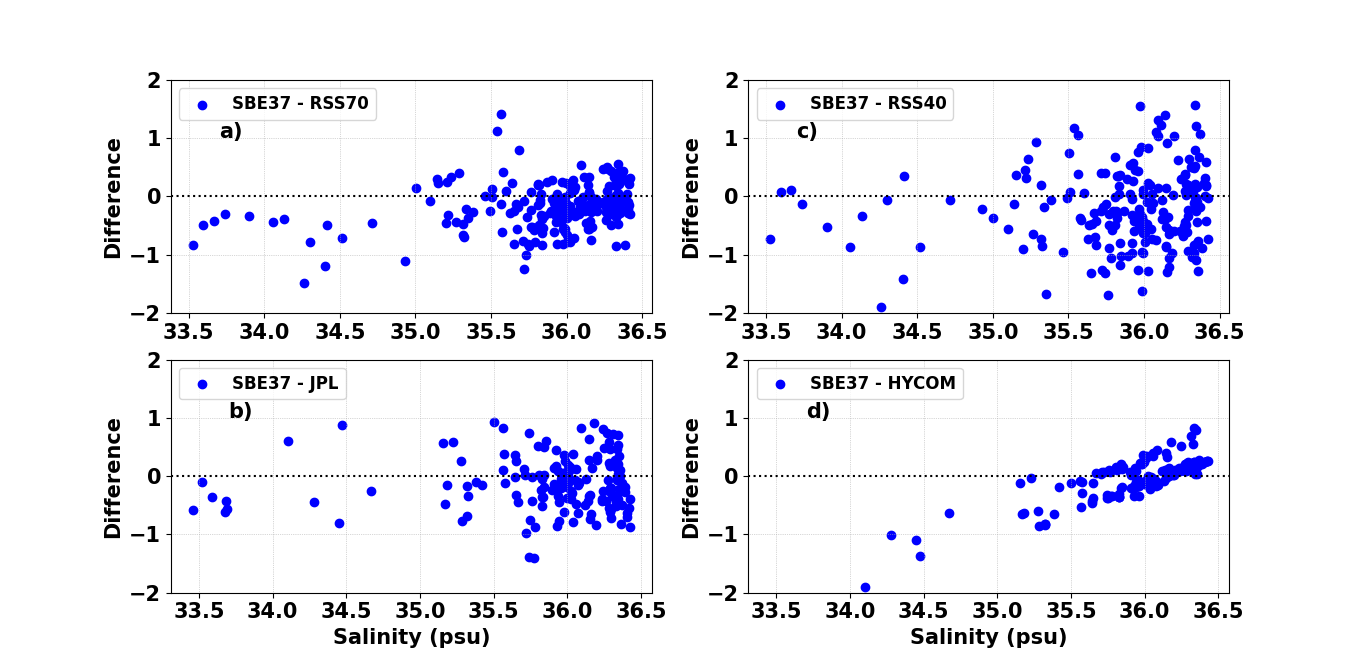 SBE37 - RSS70
a)
Difference
2
1
0
−1
−2
33.5 34.0 34.5 35.0 35.5 36.0 36.5
SBE37 - RSS40
c)
Difference
2
1
0
−1
−2
33.5 34.0 34.5 35.0 35.5 36.0 36.5
SBE37 - JPL
b)
Difference
2
1
0
−1
−2
33.5 34.0 34.5 35.0 35.5 36.0 36.5
Salinity (psu)
SBE37 - HYCOM
d)
Difference
2
1
0
−1
−2
33.5 34.0 34.5 35.0 35.5 36.0 36.5
Salinity (psu)